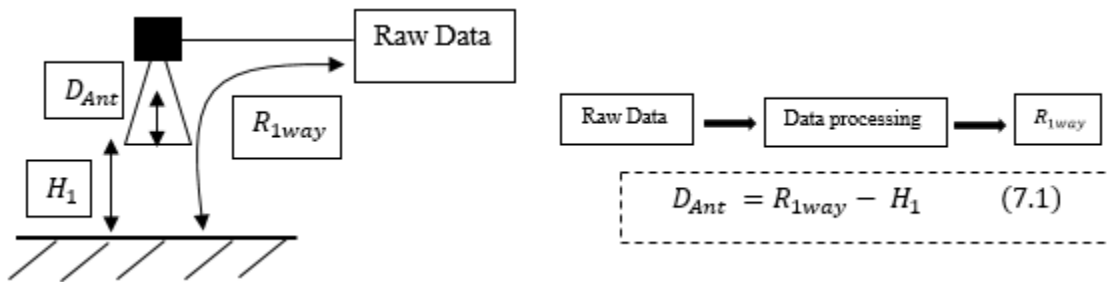 Raw Data
D_Ant
R_1way
H_1
Raw Data
Data processing
R_1way
D_Ant = R_1way − H_1 (7.1)